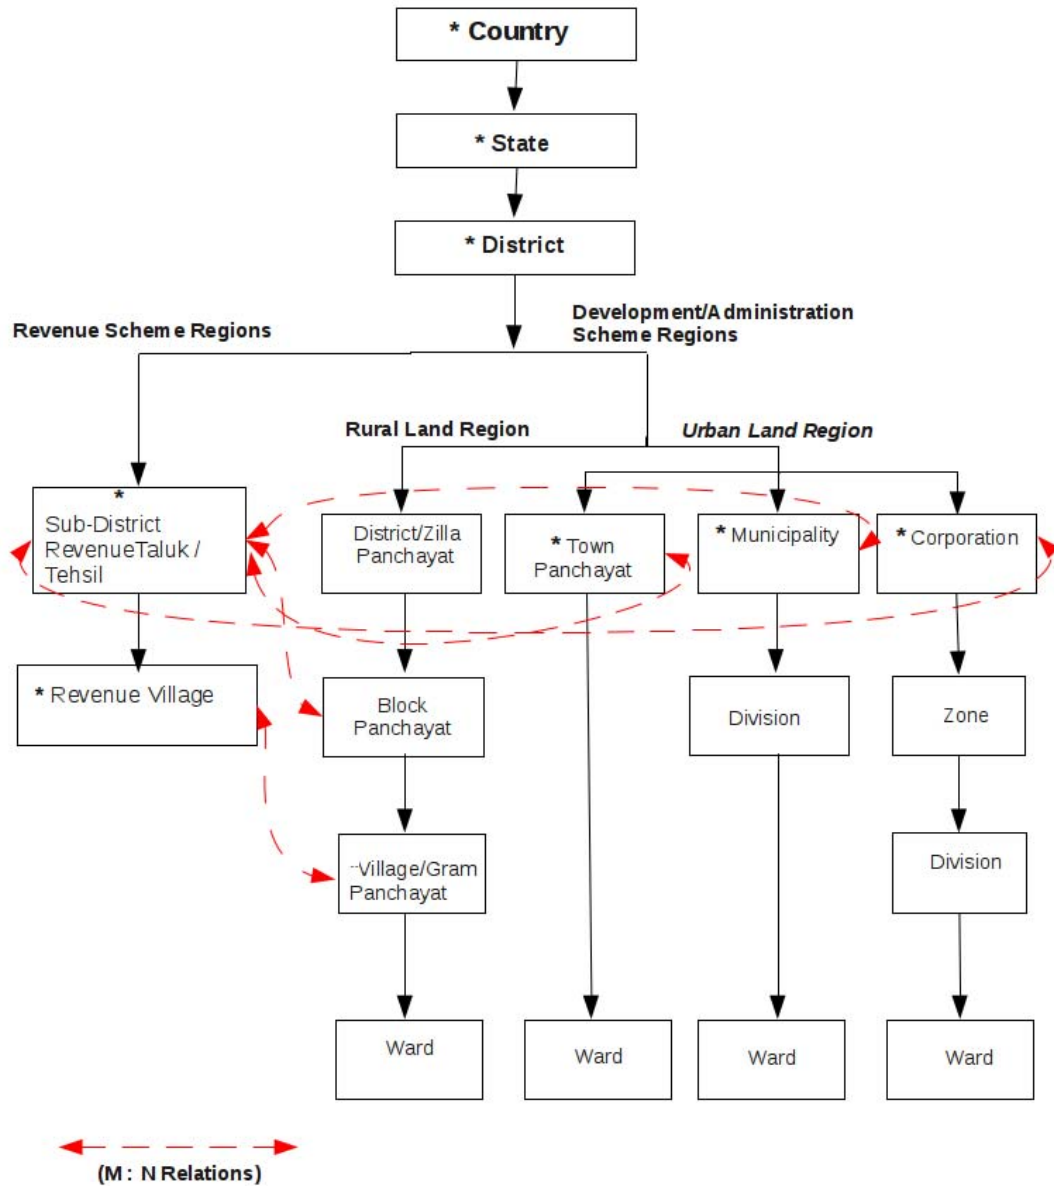 * Country
* State
* District
Revenue Scheme Regions
Development/Administration
Scheme Regions
Rural Land Region
Urban Land Region
*
Sub-District
RevenueTaluk /
Tehsil
District/Zilla
Panchayat
* Town
Panchayat
* Municipality
* Corporation
* Revenue Village
Block
Panchayat
Division
Zone
--Village/Gram
Panchayat
Division
Ward
Ward
Ward
Ward
(M : N Relations)